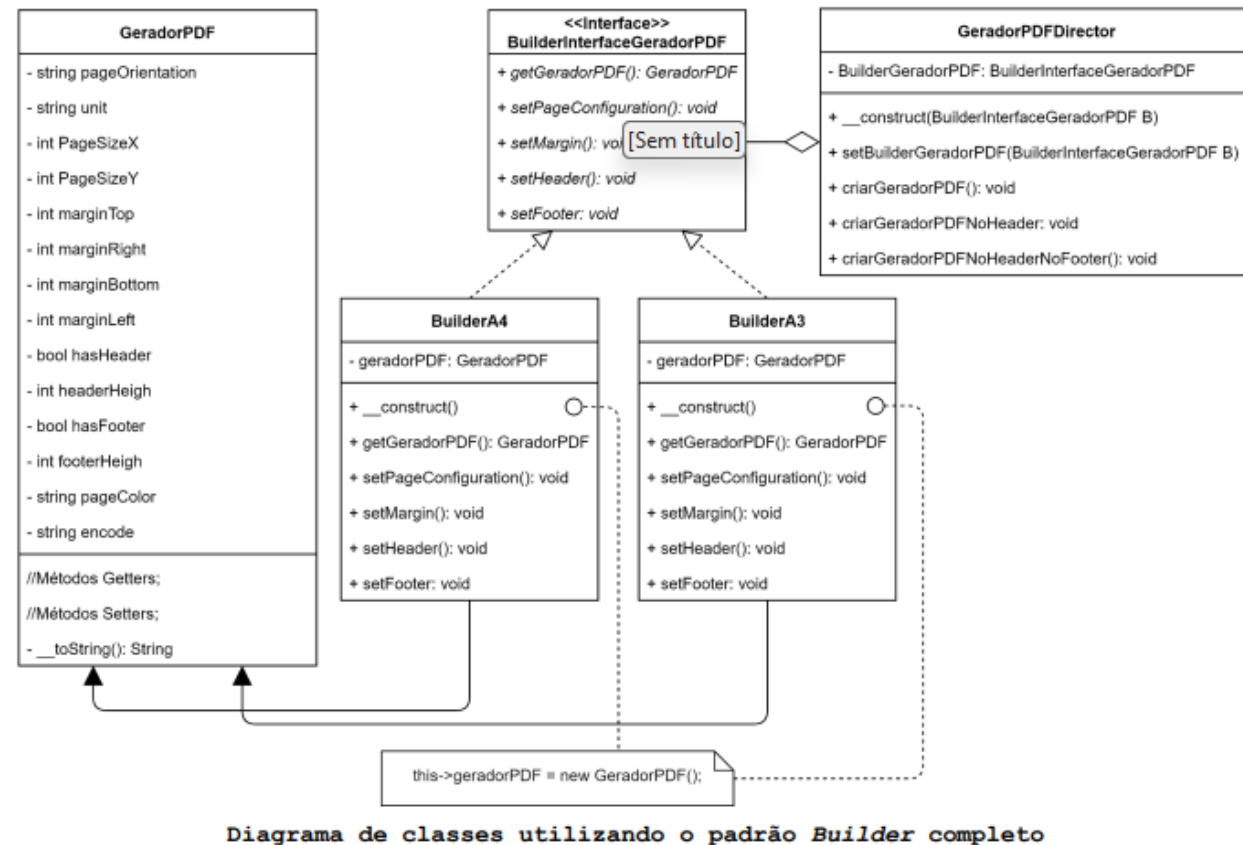 GeradorPDF
- string pageOrientation
- string unit
- int PageSizeX
- int PageSizeY
- int marginTop
- int marginRight
- int marginBottom
- int marginLeft
- bool hasHeader
- int headerHeigh
- bool hasFooter
- int footerHeigh
- string pageColor
- string encode
//Métodos Getters;
//Métodos Setters;
- __toString(): String
<<Interface>>
BuilderInterfaceGeradorPDF
+ getGeradorPDF(): GeradorPDF
+ setPageConfiguration(): void
+ setMargin(): voi
[Sem título]
+ setHeader(): void
+ setFooter: void
GeradorPDFDirector
- BuilderGeradorPDF: BuilderInterfaceGeradorPDF
+ __construct(BuilderInterfaceGeradorPDF B)
+ setBuilderGeradorPDF(BuilderInterfaceGeradorPDF B)
+ criarGeradorPDF(): void
+ criarGeradorPDFNoHeader: void
+ criarGeradorPDFNoHeaderNoFooter(): void
BuilderA4
- geradorPDF: GeradorPDF
+ __construct()
+ getGeradorPDF(): GeradorPDF
+ setPageConfiguration(): void
+ setMargin(): void
+ setHeader(): void
+ setFooter: void
BuilderA3
- geradorPDF: GeradorPDF
+ __construct()
+ getGeradorPDF(): GeradorPDF
+ setPageConfiguration(): void
+ setMargin(): void
+ setHeader(): void
+ setFooter: void
this->geradorPDF = new GeradorPDF();
Diagrama de classes utilizando o padrão Builder completo